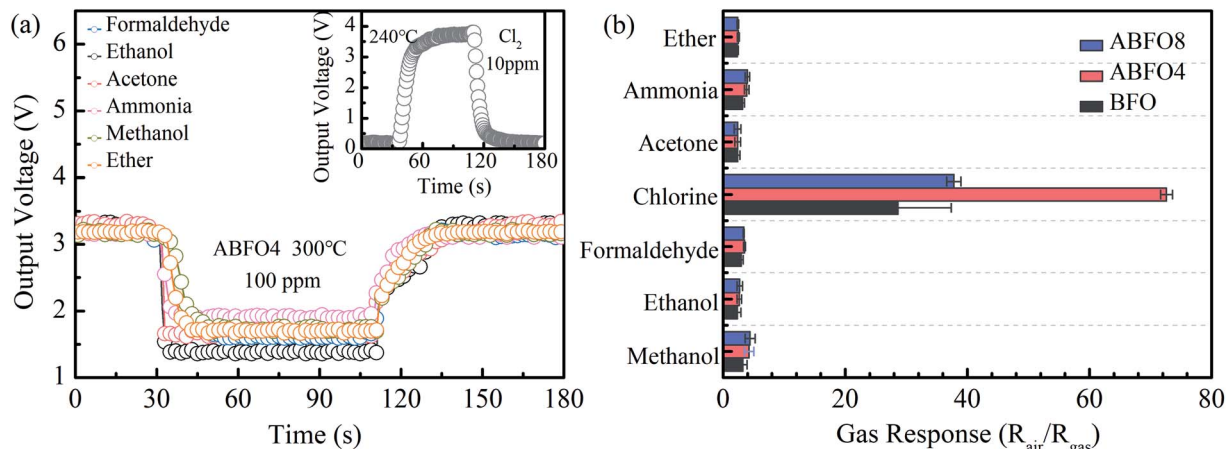 (a)
Formaldehyde
Ethanol
Acetone
Ammonia
Methanol
Ether
Output Voltage (V)
6
5
4
3
2
1
0 30 60 90 120 150 180
Time (s)
ABFO4 300℃
100 ppm
Output Voltage (V)
4
3
2
1
0
0 60 120 180
Time (s)
240℃
Cl₂
10ppm
(b)
Ether
Ammonia
Acetone
Chlorine
Formaldehyde
Ethanol
Methanol
ABFO8
ABFO4
BFO
0 20 40 60 80
Gas Response (R_air/R_gas)